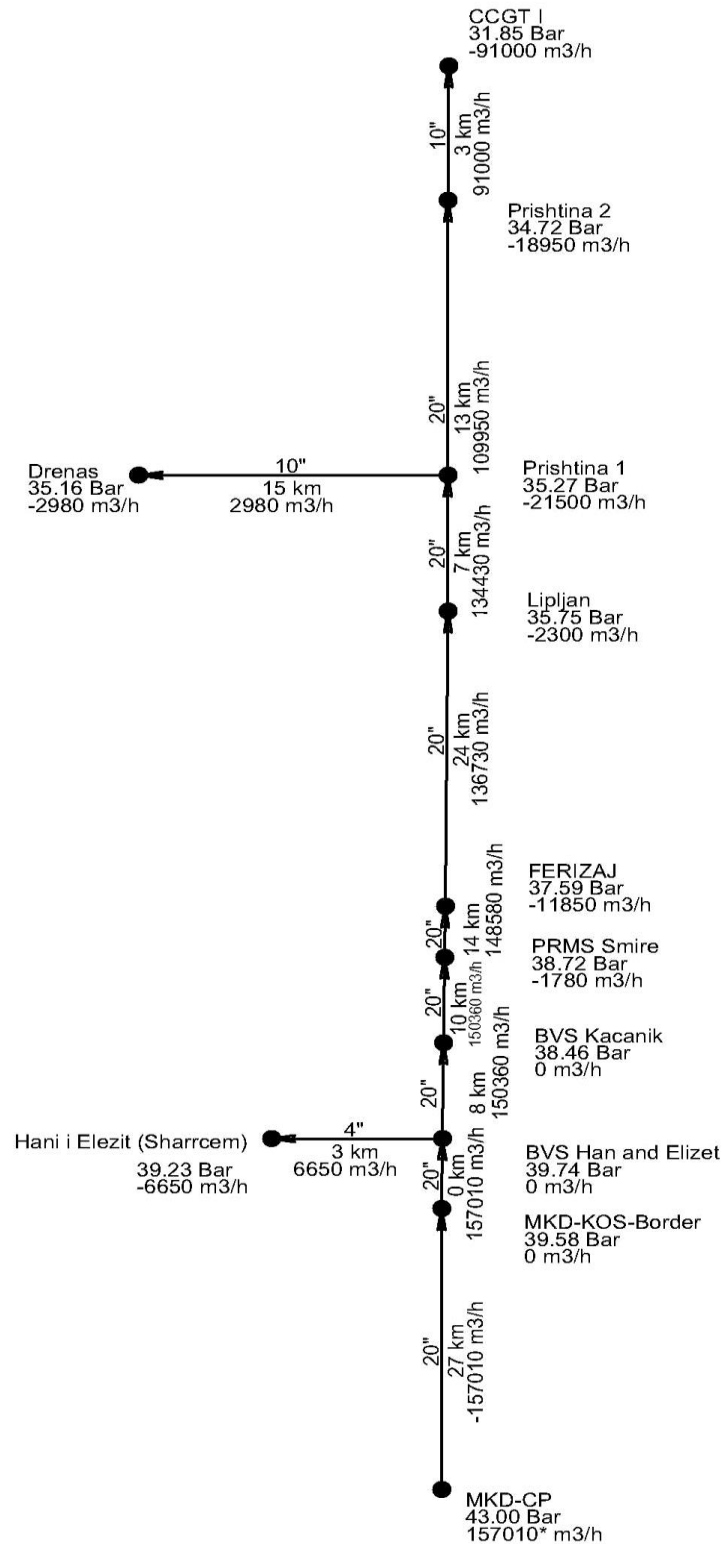 CCGT I
31.85 Bar
-91000 m3/h
10"
3 km
91000 m3/h
Prishtina 2
34.72 Bar
-18950 m3/h
20"
13 km
109950 m3/h
Drenas
35.16 Bar
-2980 m3/h
10"
15 km
2980 m3/h
Prishtina 1
35.27 Bar
-21500 m3/h
20"
7 km
134430 m3/h
Lipljan
35.75 Bar
-2300 m3/h
20"
24 km
136730 m3/h
FERIZAJ
37.59 Bar
-11850 m3/h
20"
14 km
148580 m3/h
PRMS Smire
38.72 Bar
-1780 m3/h
20"
10 km
150360 m3/h
BVS Kacanik
38.46 Bar
0 m3/h
20"
8 km
150360 m3/h
Hani i Elezit (Sharrcem)
39.23 Bar
-6650 m3/h
4"
3 km
6650 m3/h
BVS Han and Elizet
39.74 Bar
0 m3/h
20"
0 km
157010 m3/h
MKD-KOS-Border
39.58 Bar
0 m3/h
20"
27 km
-157010 m3/h
MKD-CP
43.00 Bar
157010* m3/h